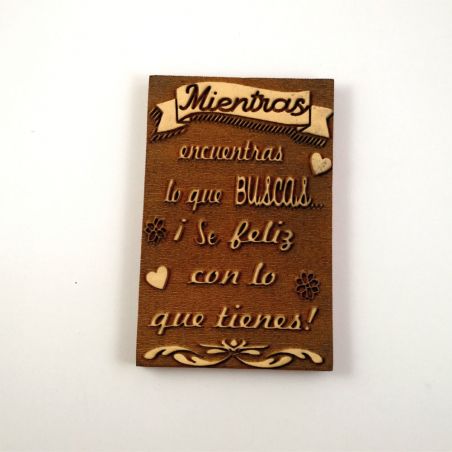 Mientras
encuentras
lo que BUSCAS...
¡Se feliz
con lo
que tienes!